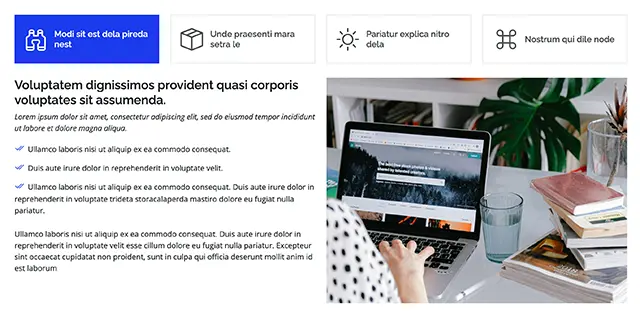 Modi sit est dela pireda
nest
Unde praesenti mara
setra le
Pariatur explica nitro
dela
Nostrum qui dile node
Voluptatem dignissimos provident quasi corporis
voluptates sit assumenda.
Lorem ipsum dolor sit amet, consectetur adipiscing elit, sed do eiusmod tempor incididunt
ut labore et dolore magna aliqua.
Ullamco laboris nisi ut aliquip ex ea commodo consequat.
Duis aute irure dolor in reprehenderit in voluptate velit.
Ullamco laboris nisi ut aliquip ex ea commodo consequat. Duis aute irure dolor in
reprehenderit in voluptate trideta storacalaperda mastiro dolore eu fugiat nulla
pariatur.
Ullamco laboris nisi ut aliquip ex ea commodo consequat. Duis aute irure dolor in
reprehenderit in voluptate velit esse cillum dolore eu fugiat nulla pariatur. Excepteur
sint occaecat cupidatat non proident, sunt in culpa qui officia deserunt mollit anim id
est laborum